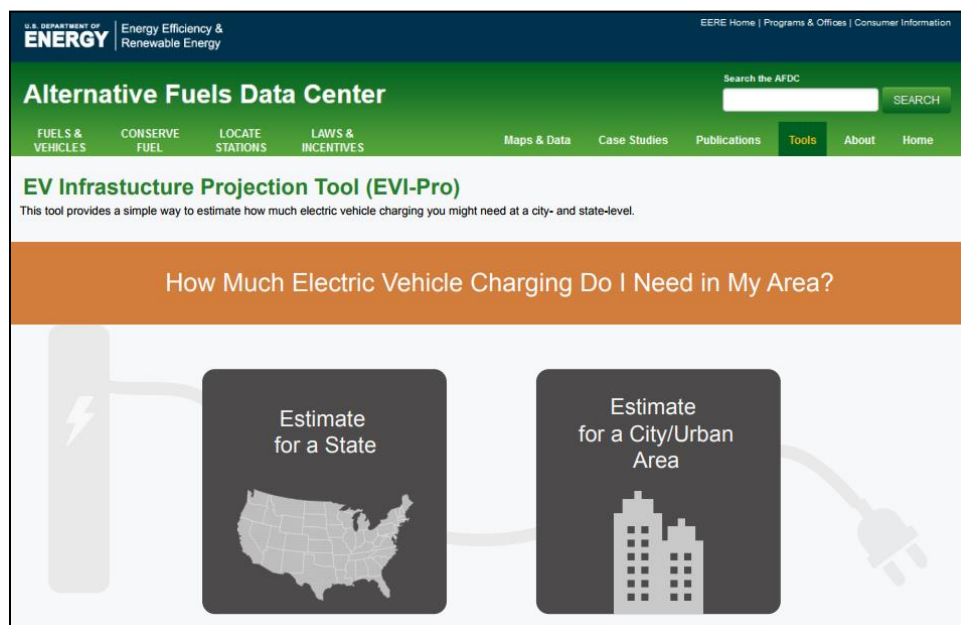 U.S. DEPARTMENT OF
ENERGY
Energy Efficiency &
Renewable Energy
EERE Home | Programs & Offices | Consumer Information
Alternative Fuels Data Center
Search the AFDC
SEARCH
FUELS &
VEHICLES
CONSERVE
FUEL
LOCATE
STATIONS
LAWS &
INCENTIVES
Maps & Data
Case Studies
Publications
Tools
About
Home
EV Infrastucture Projection Tool (EVI-Pro)
This tool provides a simple way to estimate how much electric vehicle charging you might need at a city- and state-level.
How Much Electric Vehicle Charging Do I Need in My Area?
Estimate
for a State
Estimate
for a City/Urban
Area